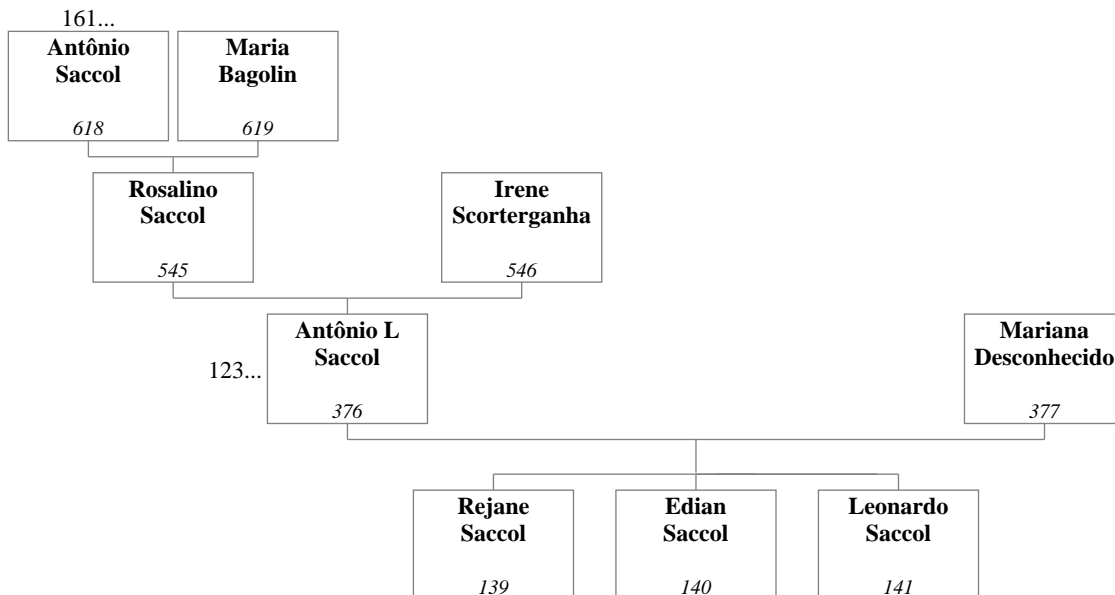 161...
Antônio
Saccol
618
Maria
Bagolin
619
Rosalino
Saccol
545
Irene
Scorterganha
546
123...
Antônio L
Saccol
376
Mariana
Desconhecido
377
Rejane
Saccol
139
Edian
Saccol
140
Leonardo
Saccol
141